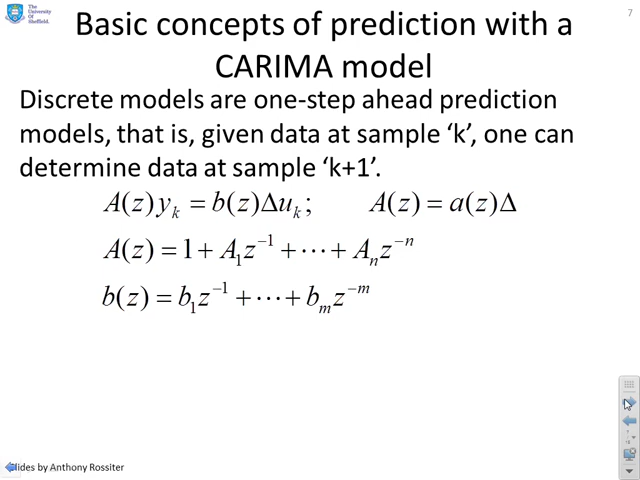 The
University
Of
Sheffield.
7
Basic concepts of prediction with a
CARIMA model
Discrete models are one-step ahead prediction
models, that is, given data at sample ‘k’, one can
determine data at sample ‘k+1’.
A(z)y_k = b(z)Δu_k;   A(z) = a(z)Δ
A(z) = 1 + A_1z^{-1} + ⋯ + A_nz^{-n}
b(z) = b_1z^{-1} + ⋯ + b_mz^{-m}
lides by Anthony Rossiter